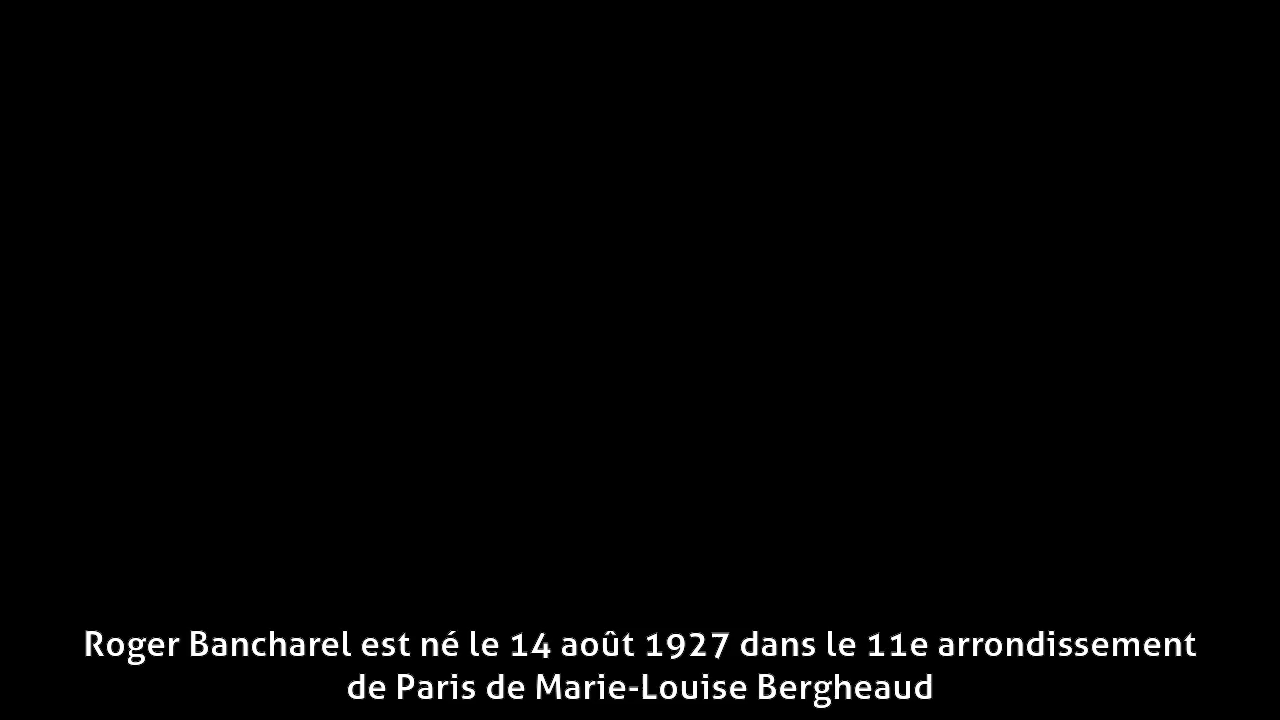 Roger Bancharel est né le 14 août 1927 dans le 11e arrondissement
de Paris de Marie-Louise Bergheaud